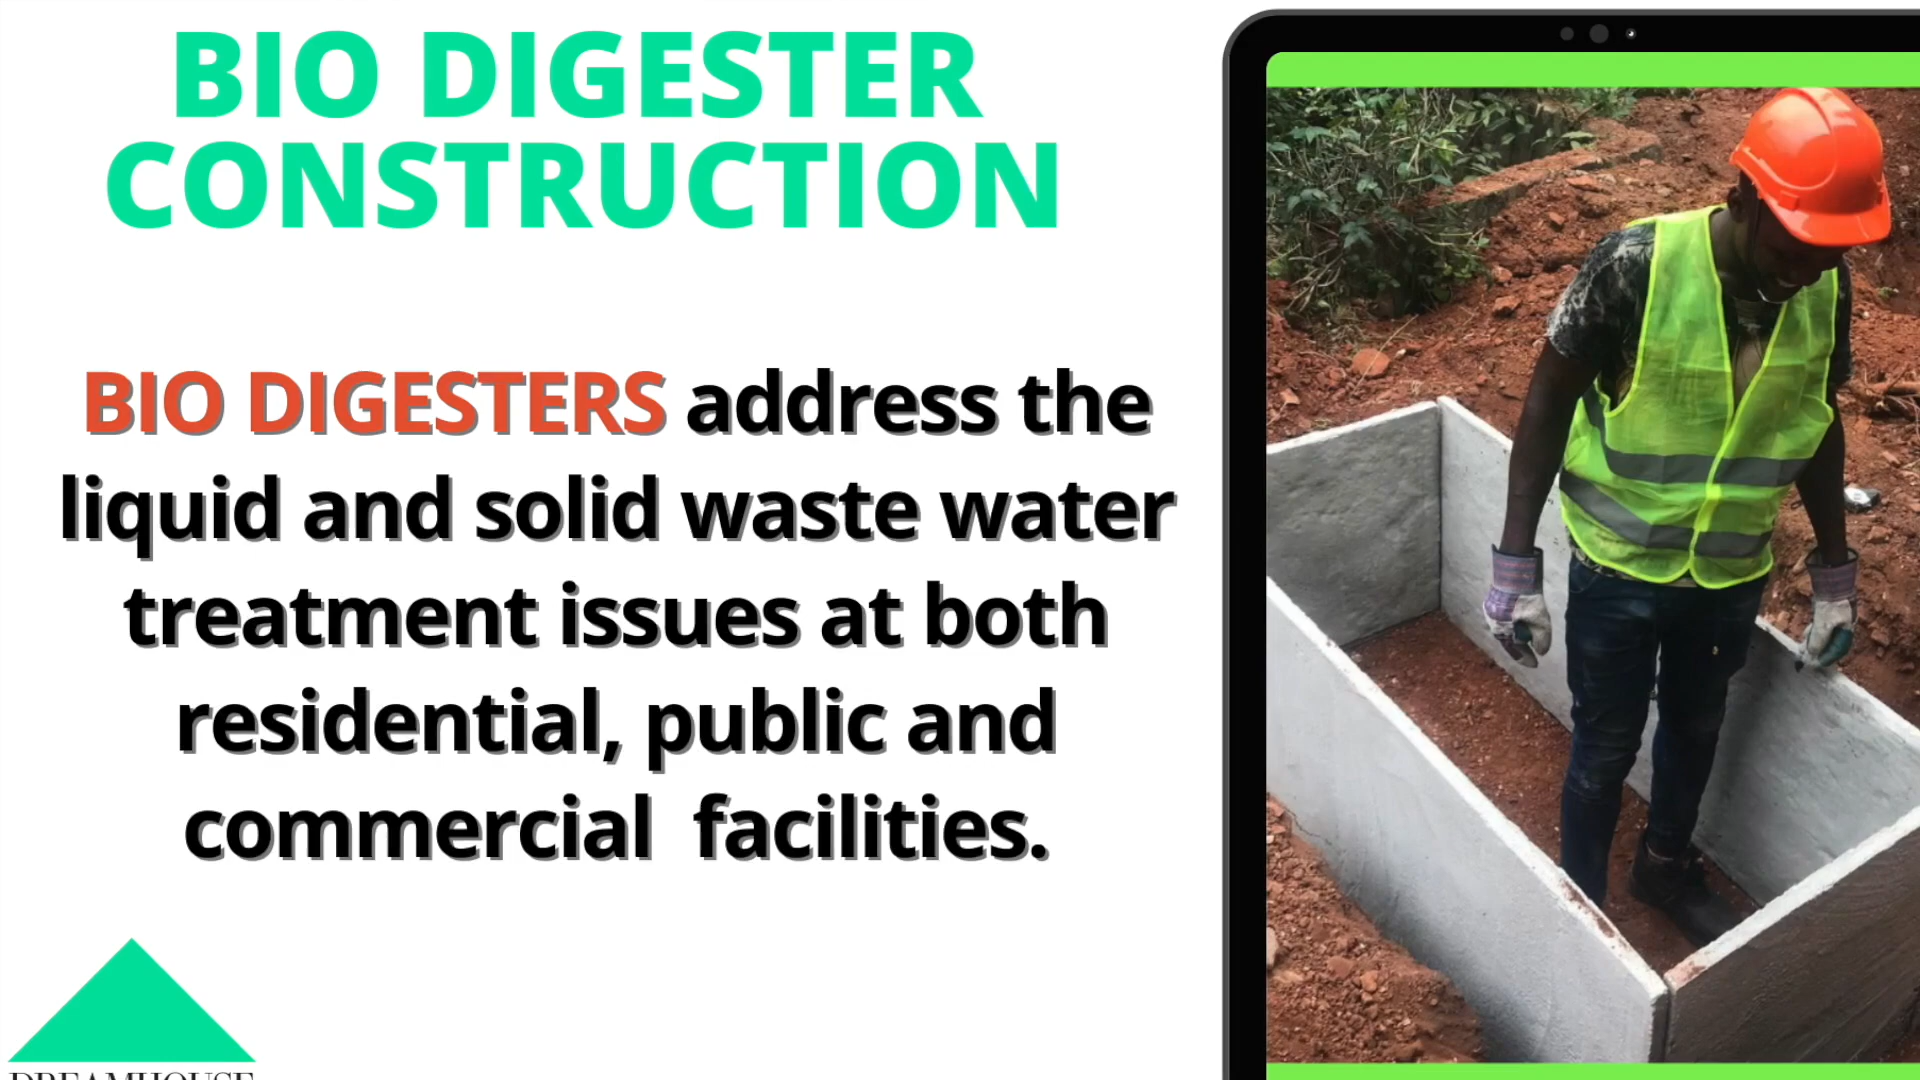 BIO DIGESTER
CONSTRUCTION
BIO DIGESTERS address the
liquid and solid waste water
treatment issues at both
residential, public and
commercial facilities.
DREAMHOUSE